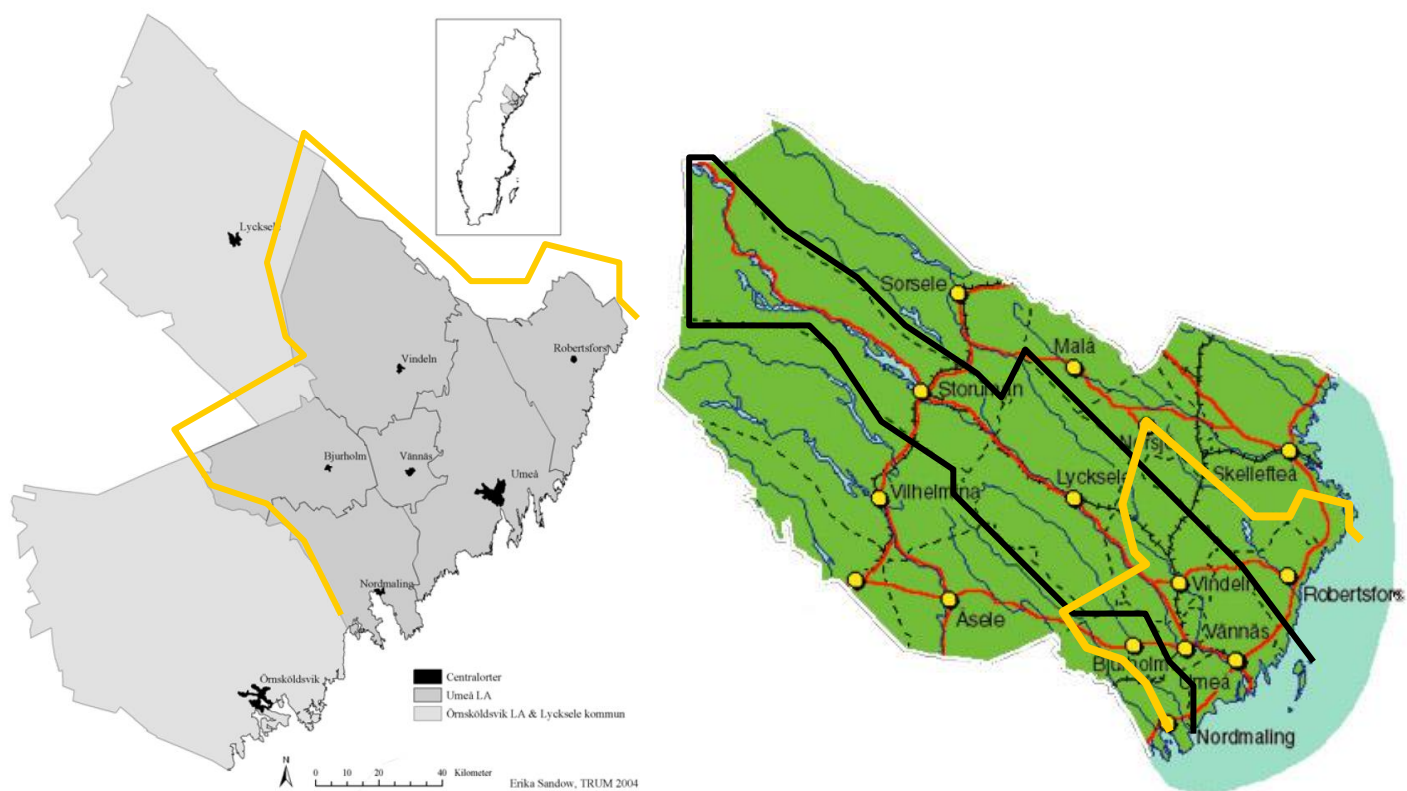 Lycksele
Vindeln
Robertsfors
Bjurholm
Vännäs
Umeå
Nordmaling
Örnsköldsvik
Centralorter
Umeå LA
Örnsköldsvik LA & Lycksele kommun
N
0 10 20 40 Kilometer
Erika Sandow, TRUM 2004
Sorsele
Malå
Storuman
Norsjö
Skellefteå
Lycksele
Vilhelmina
Vindeln
Robertsfors
Åsele
Vännäs
Bjurholm
Umeå
Nordmaling